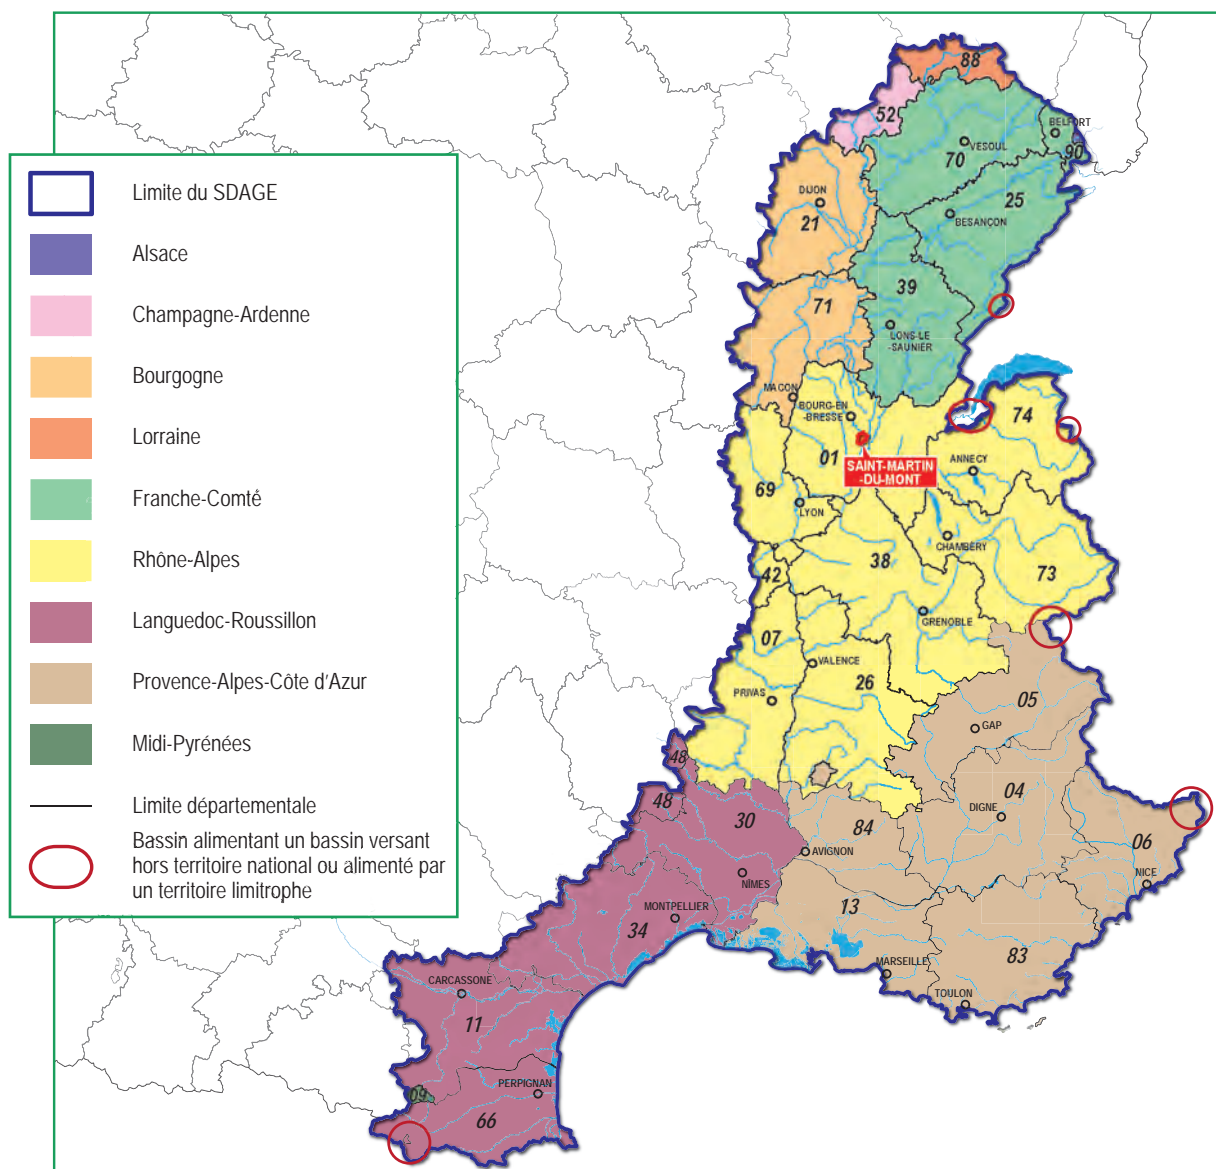 Limite du SDAGE
Alsace
Champagne-Ardenne
Bourgogne
Lorraine
Franche-Comté
Rhône-Alpes
Languedoc-Roussillon
Provence-Alpes-Côte d'Azur
Midi-Pyrénées
Limite départementale
Bassin alimentant un bassin versant
hors territoire national ou alimenté par
un territoire limitrophe
88
52
BELFORT
90
VESOUL
70
DIJON
21
25
BESANÇON
39
71
LONS-LE
-SAUNIER
MACON
BOURG-EN
-BRESSE
74
01
SAINT-MARTIN
-DU-MONT
ANNECY
69
LYON
CHAMBÉRY
38
42
73
GRENOBLE
07
VALENCE
26
PRIVAS
05
GAP
48
48
30
04
DIGNE
84
AVIGNON
06
NICE
NÎMES
MONTPELLIER
34
13
83
MARSEILLE
TOULON
CARCASSONE
11
09
PERPIGNAN
66